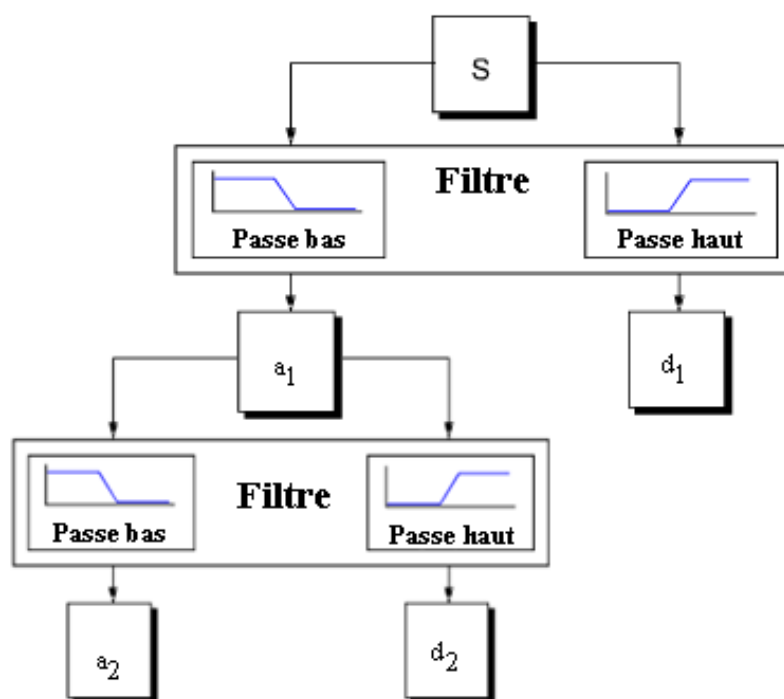 S
Filtre
Passe bas
Passe haut
a1
d1
Filtre
Passe bas
Passe haut
a2
d2